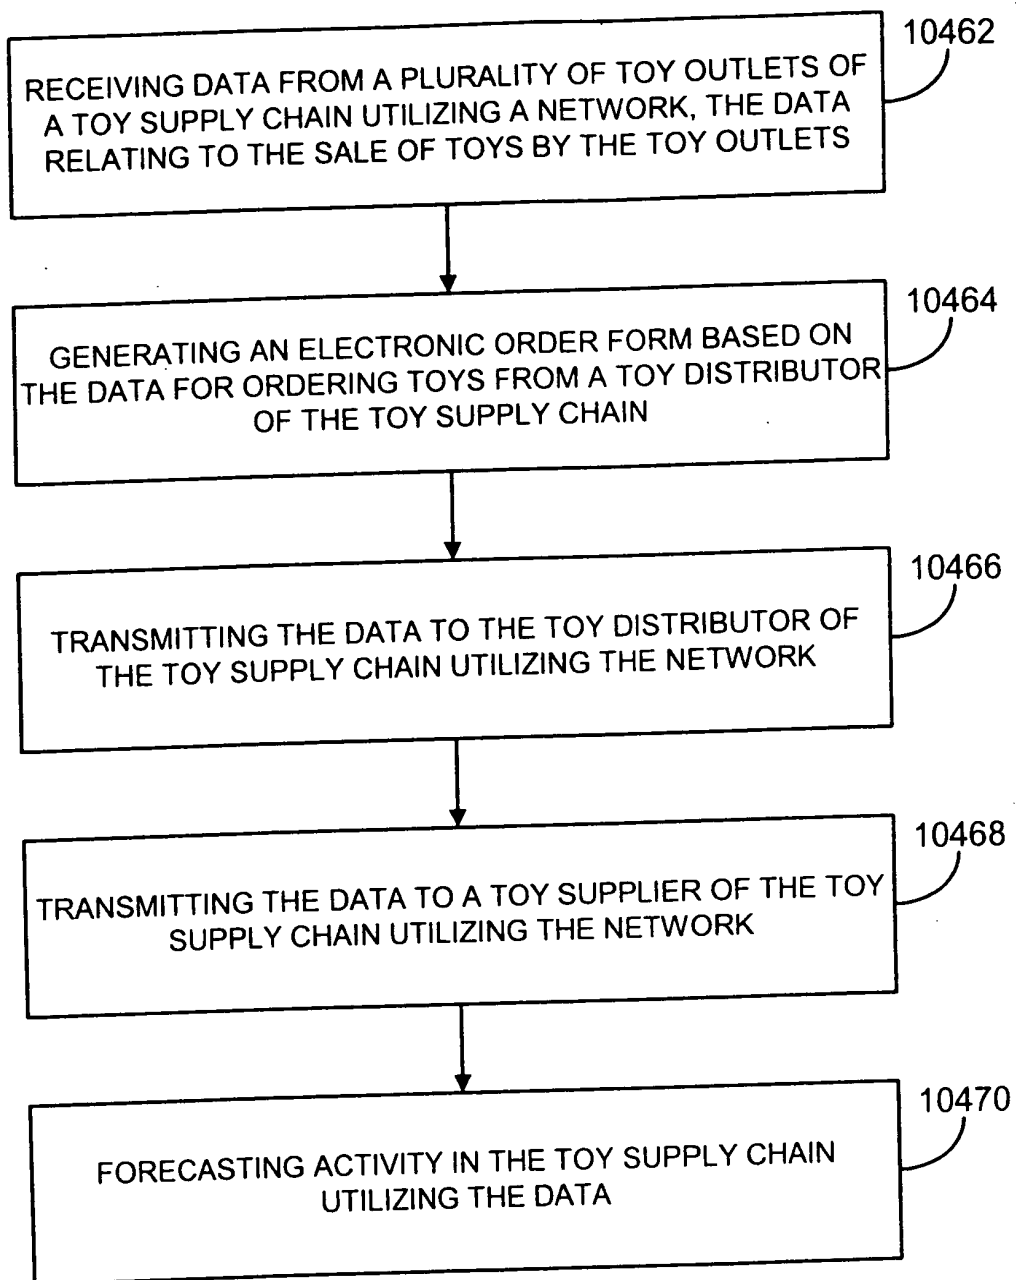 10462
RECEIVING DATA FROM A PLURALITY OF TOY OUTLETS OF
A TOY SUPPLY CHAIN UTILIZING A NETWORK, THE DATA
RELATING TO THE SALE OF TOYS BY THE TOY OUTLETS
10464
GENERATING AN ELECTRONIC ORDER FORM BASED ON
THE DATA FOR ORDERING TOYS FROM A TOY DISTRIBUTOR
OF THE TOY SUPPLY CHAIN
10466
TRANSMITTING THE DATA TO THE TOY DISTRIBUTOR OF
THE TOY SUPPLY CHAIN UTILIZING THE NETWORK
10468
TRANSMITTING THE DATA TO A TOY SUPPLIER OF THE TOY
SUPPLY CHAIN UTILIZING THE NETWORK
10470
FORECASTING ACTIVITY IN THE TOY SUPPLY CHAIN
UTILIZING THE DATA